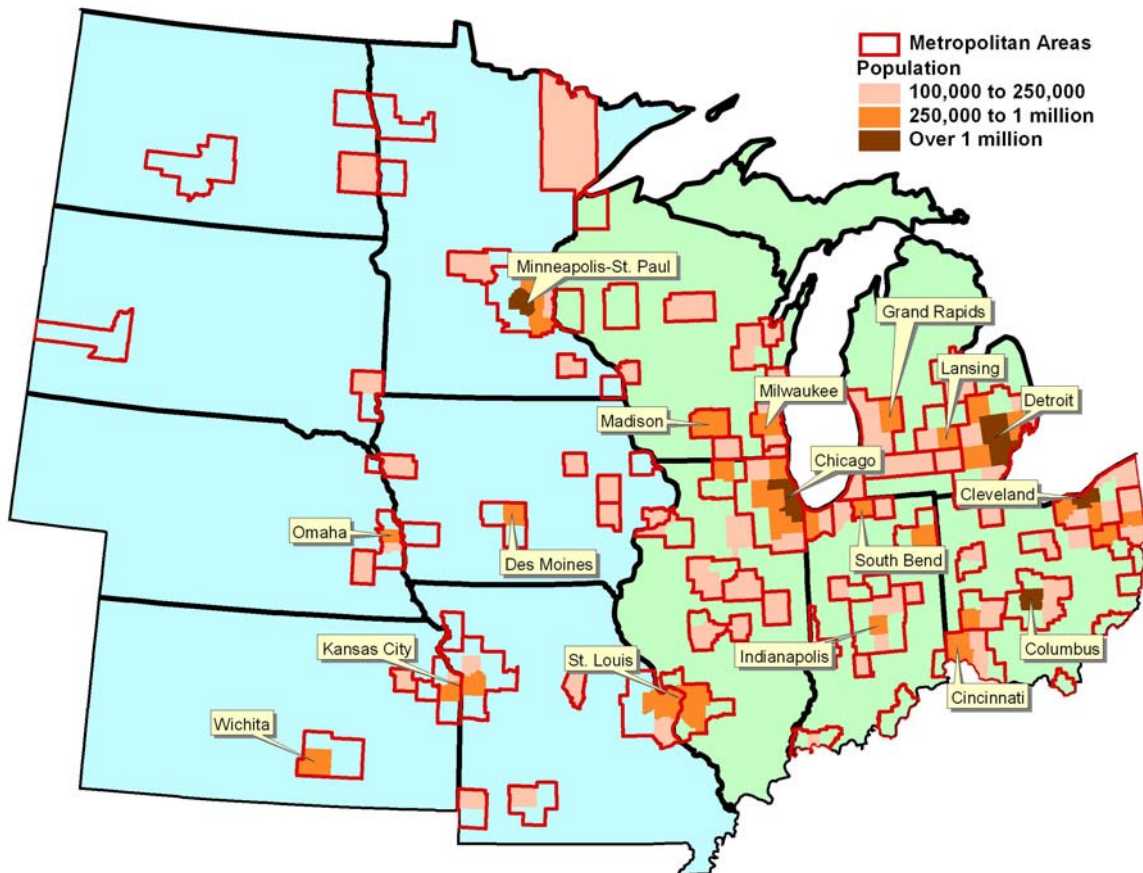 Metropolitan Areas
Population
100,000 to 250,000
250,000 to 1 million
Over 1 million
Minneapolis-St. Paul
Grand Rapids
Lansing
Milwaukee
Detroit
Madison
Chicago
Cleveland
Omaha
Des Moines
South Bend
Kansas City
St. Louis
Indianapolis
Columbus
Cincinnati
Wichita